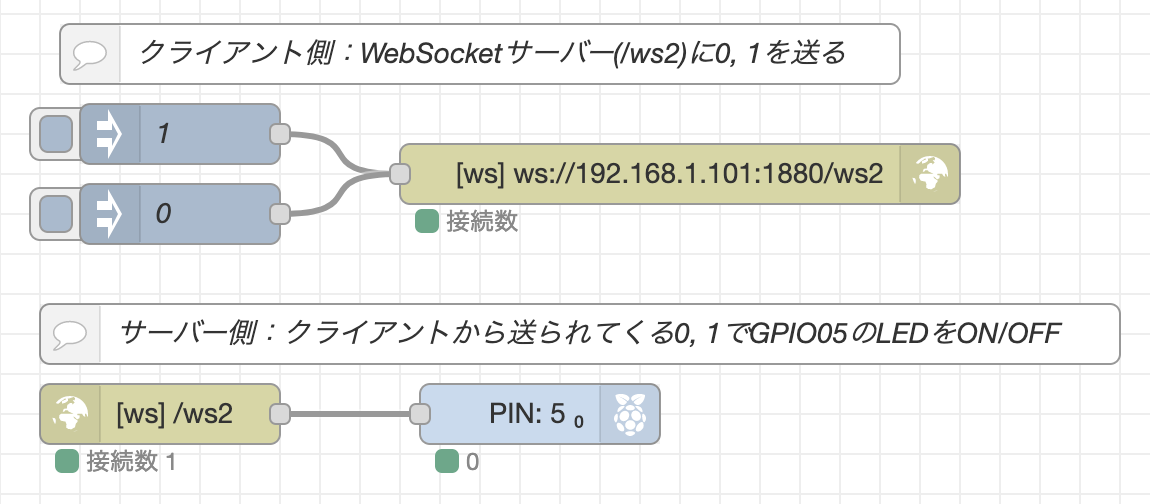 クライアント側：WebSocketサーバー(/ws2)に0, 1を送る
1
[ws] ws://192.168.1.101:1880/ws2
0
接続数
サーバー側：クライアントから送られてくる0, 1でGPIO05のLEDをON/OFF
[ws] /ws2
PIN: 5 0
接続数 1
0